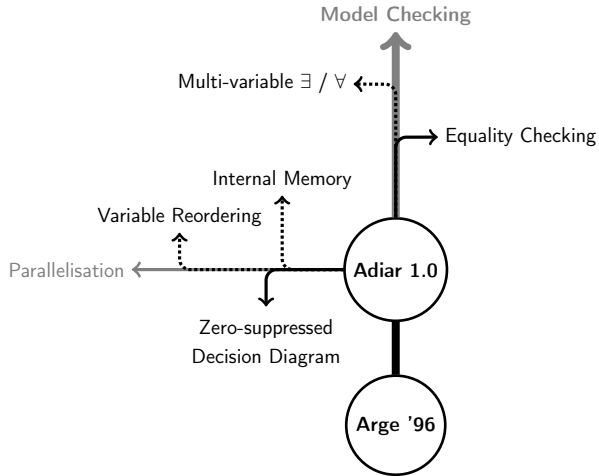 Model Checking
Multi-variable ∃ / ∀
Equality Checking
Internal Memory
Variable Reordering
Parallelisation
Adiar 1.0
Zero-suppressed
Decision Diagram
Arge '96